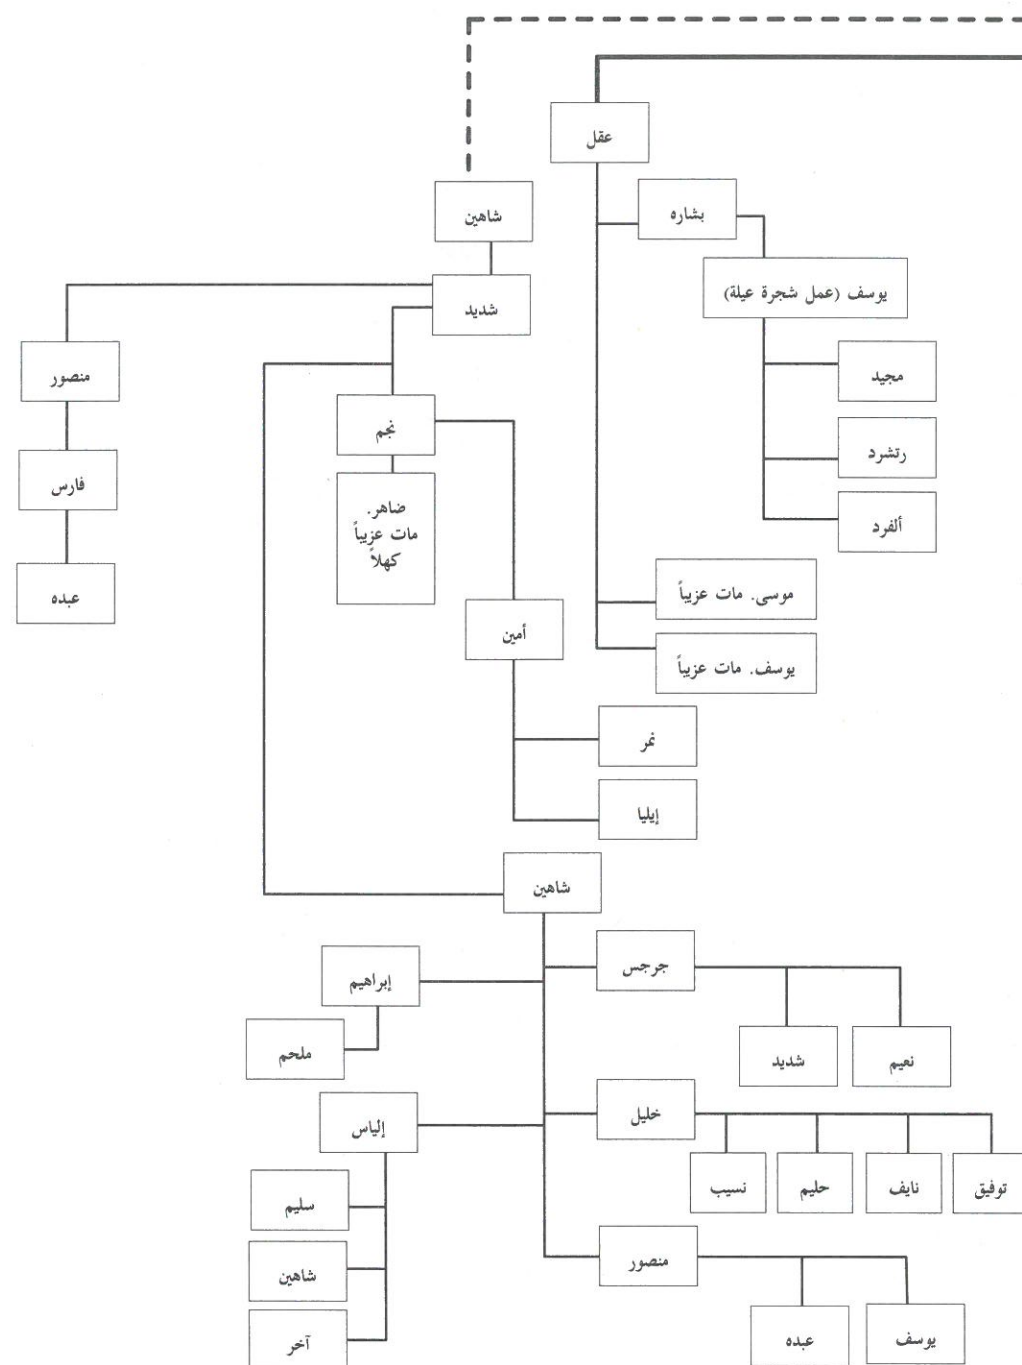 عقل
شاهين
بشاره
شديد
يوسف (عمل شجرة عيلة)
منصور
مجيد
نجم
رتشرد
فارس
ألفرد
ضاهر.
مات عزيباً
كهلاً
عبده
موسى. مات عزيباً
أمين
يوسف. مات عزيباً
نمر
إيليا
شاهين
جرجس
إبراهيم
نعيم
شديد
ملحم
خليل
إلياس
توفيق
نايف
حليم
نسيب
سليم
منصور
شاهين
يوسف
عبده
آخر